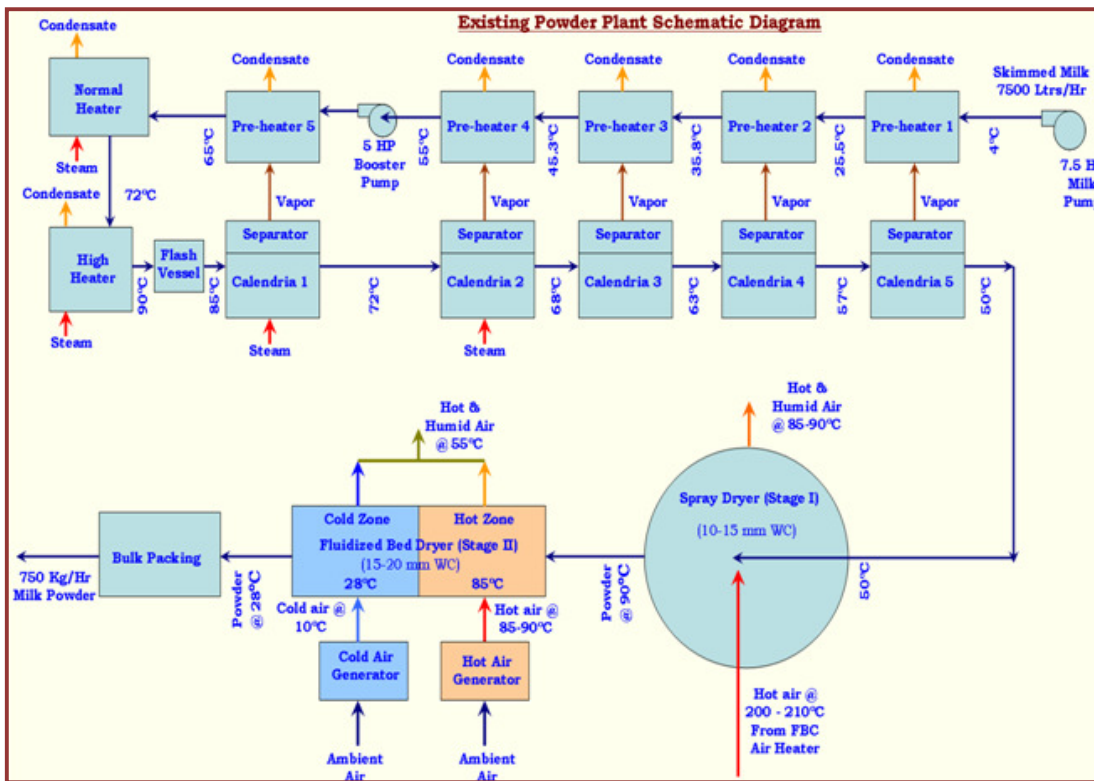 Existing Powder Plant Schematic Diagram
Condensate
Normal
Heater
Steam
Condensate
Pre-heater 5
65°C
5 HP
Booster
Pump
Condensate
Pre-heater 4
55°C
Condensate
Pre-heater 3
45.3°C
Condensate
Pre-heater 2
35.8°C
Condensate
Pre-heater 1
25.5°C
Skimmed Milk
7500 Ltrs/Hr
4°C
7.5 H
Milk
Pump
72°C
Condensate
High
Heater
Steam
90°C
Flash
Vessel
85°C
Vapor
Separator
Calendria 1
Steam
72°C
Vapor
Separator
Calendria 2
Steam
68°C
Vapor
Separator
Calendria 3
63°C
Vapor
Separator
Calendria 4
57°C
Vapor
Separator
Calendria 5
50°C
Hot &
Humid Air
@ 55°C
Hot &
Humid Air
@ 85-90°C
Spray Dryer (Stage I)
(10-15 mm WC)
50°C
Hot air @
200 - 210°C
From FBC
Air Heater
Powder
@ 90°C
Cold Zone
Hot Zone
Fluidized Bed Dryer (Stage II)
(15-20 mm WC)
28°C
85°C
Cold air @
10°C
Hot air @
85-90°C
Cold Air
Generator
Hot Air
Generator
Ambient
Air
Ambient
Air
Powder
@ 28°C
Bulk Packing
750 Kg/Hr
Milk Powder